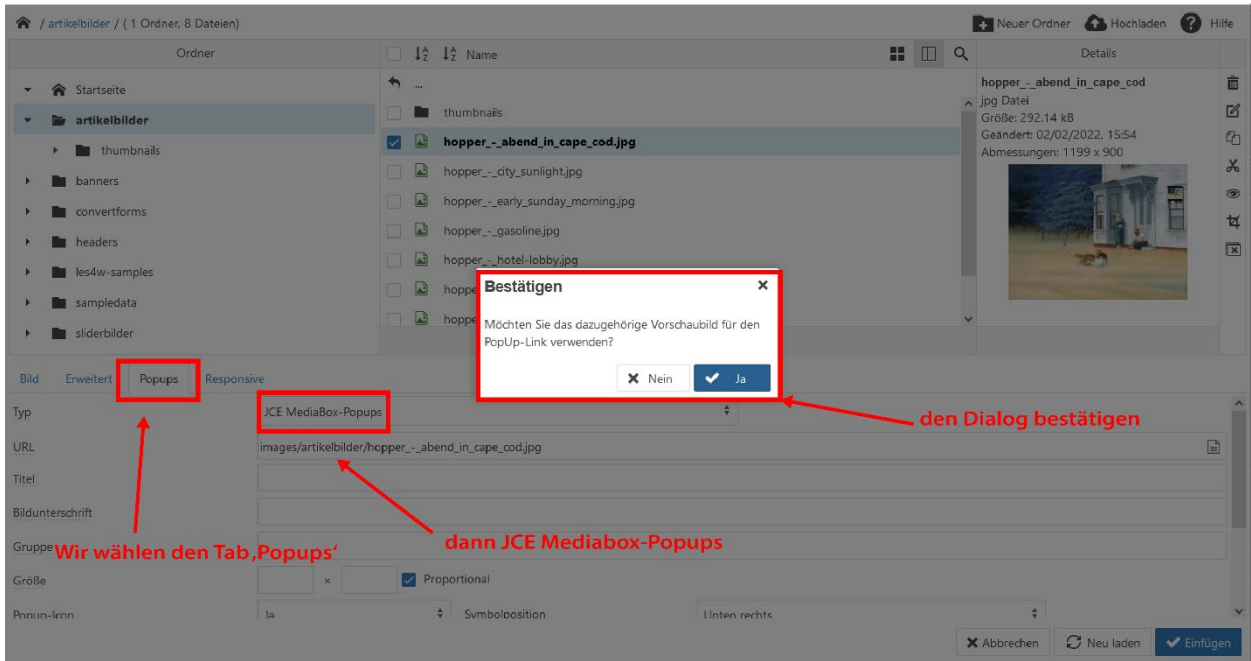 / artikelbilder / ( 1 Ordner, 8 Dateien)
Neuer Ordner
Hochladen
Hilfe
Ordner
Name
Details
Startseite
artikelbilder
thumbnails
banners
convertforms
headers
les4w-samples
sampledata
sliderbilder
...
thumbnails
hopper_-_abend_in_cape_cod.jpg
hopper_-_city_sunlight.jpg
hopper_-_early_sunday_morning.jpg
hopper_-_gasoline.jpg
hopper_-_hotel-lobby.jpg
hoppe
hoppe
hopper_-_abend_in_cape_cod
jpg Datei
Größe: 292.14 kB
Geändert: 02/02/2022, 15:54
Abmessungen: 1199 x 900
Bestätigen
Möchten Sie das dazugehörige Vorschaubild für den
PopUp-Link verwenden?
Nein
Ja
den Dialog bestätigen
Bild
Erweitert
Popups
Responsive
Typ
JCE MediaBox-Popups
URL
images/artikelbilder/hopper_-_abend_in_cape_cod.jpg
Titel
Bildunterschrift
Gruppe
Wir wählen den Tab ‚Popups‘
dann JCE Mediabox-Popups
Größe
×
Proportional
Popup-Icon
Ja
Symbolposition
Unten rechts
Abbrechen
Neu laden
Einfügen